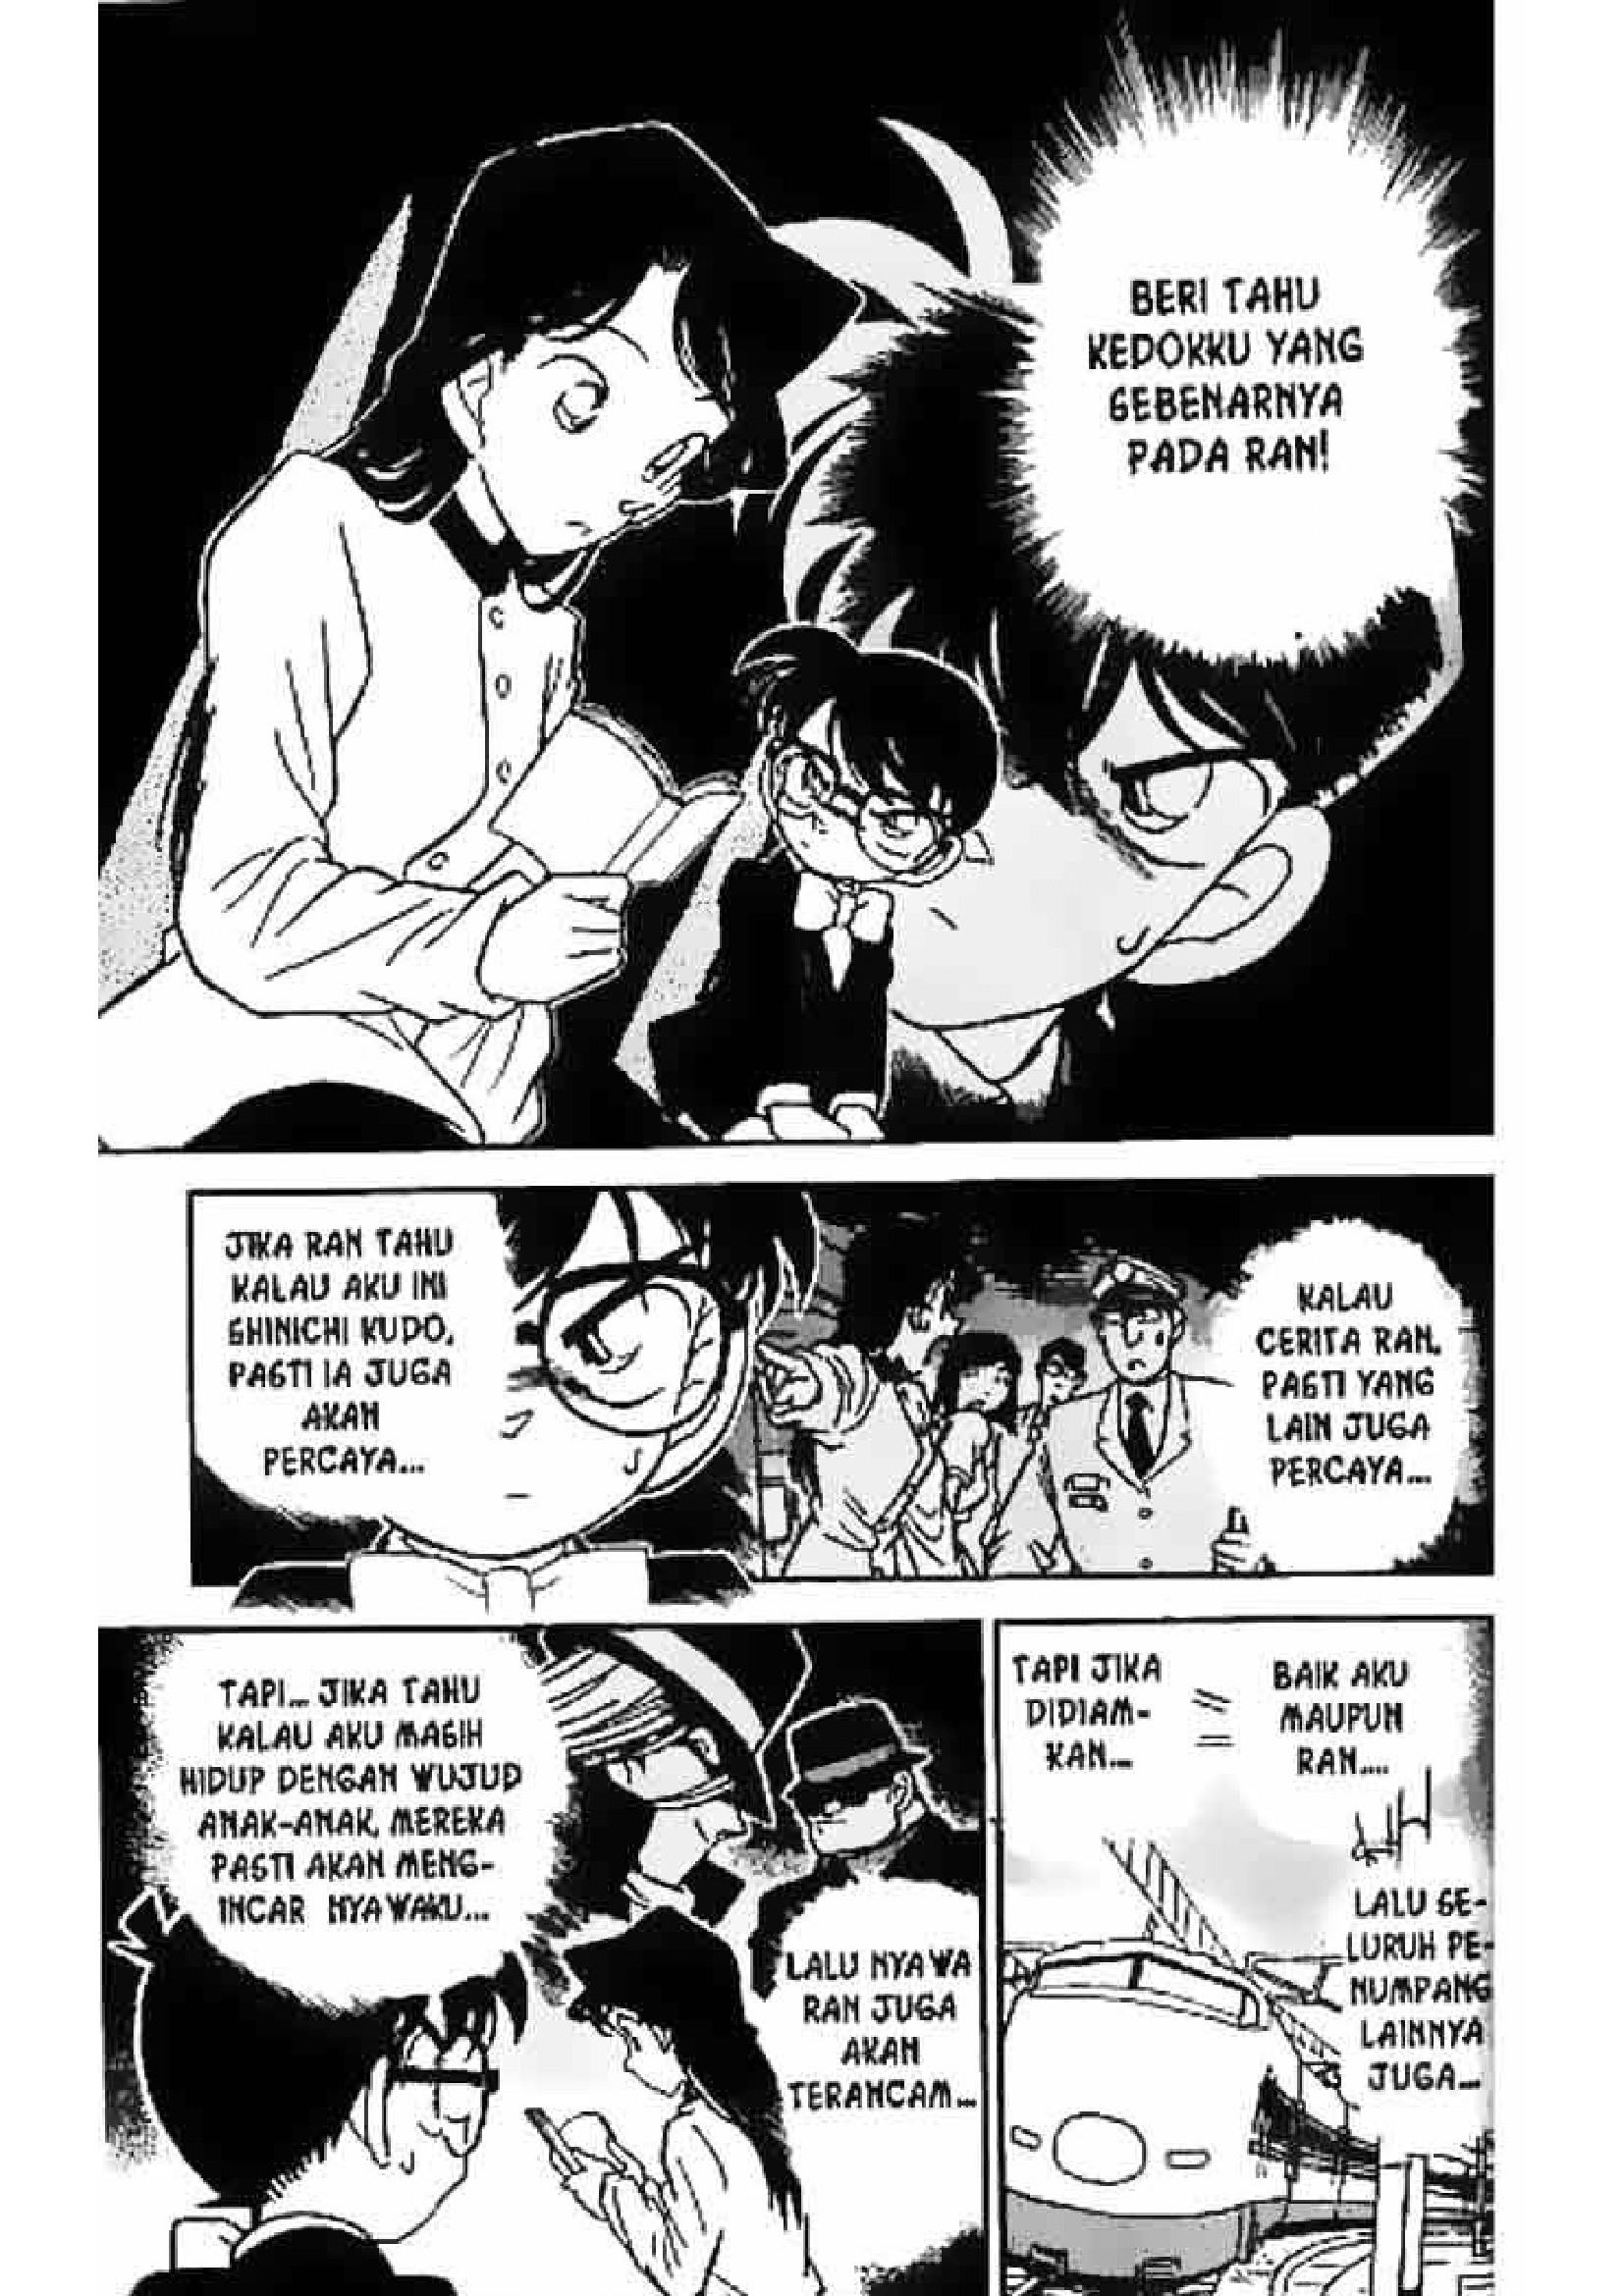 BERI TAHU
KEDOKKU YANG
SEBENARNYA
PADA RAN!
KALAU
CERITA RAN,
PASTI YANG
LAIN JUGA
PERCAYA...
JIKA RAN TAHU
KALAU AKU INI
SHINICHI KUDO,
PASTI IA JUGA
AKAN
PERCAYA...
BAIK AKU
MAUPUN
RAN....
LALU SE-
LURUH PE-
NUMPANG
LAINNYA
JUGA...
TAPI JIKA
DIDIAM-
KAN...
TAPI... JIKA TAHU
KALAU AKU MASIH
HIDUP DENGAN WUJUD
ANAK-ANAK, MEREKA
PASTI AKAN MENG-
INCAR NYAWAKU...
LALU NYAWA
RAN JUGA
AKAN
TERANCAM...